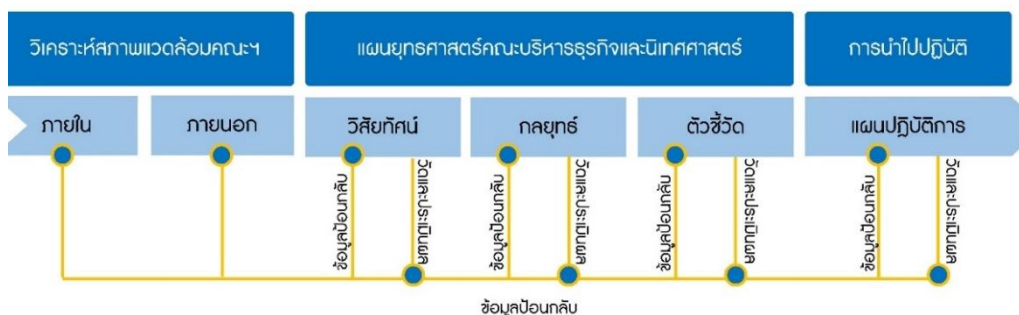 วิเคราะห์สภาพแวดล้อมคณะฯ
แผนยุทธศาสตร์คณะบริหารธุรกิจและนิเทศศาสตร์
การนำไปปฏิบัติ
ภายใน
ภายนอก
วิสัยทัศน์
กลยุทธ์
ตัวชี้วัด
แผนปฏิบัติการ
ข้อมูลป้อนกลับ
วัดและประเมินผล
ข้อมูลป้อนกลับ
วัดและประเมินผล
ข้อมูลป้อนกลับ
วัดและประเมินผล
ข้อมูลป้อนกลับ
วัดและประเมินผล
ข้อมูลป้อนกลับ